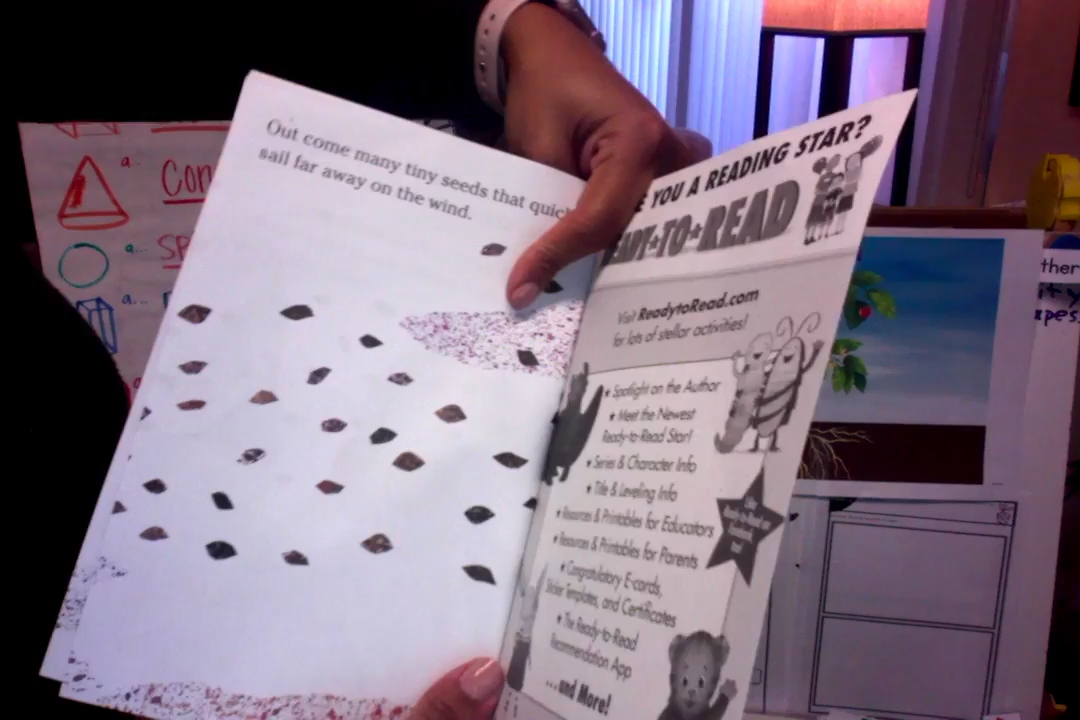 Out come many tiny seeds that
sail far away on the wind.
YOU A READING STAR?
TO READ
Visit ReadytoRead.com
for lots of stellar activities!
★ Spotlight on the Author
★ Meet the Newest
Ready-to-Read Star!
★ Series & Character Info
★ Title & Leveling Info
★ Resources & Printables for Educators
★ Resources & Printables for Parents
★ Congratulatory E-cards,
Sticker Templates, and Certificates
★ The Ready-to-Read
Recommendation App
...and More!
a.
Con
a...
SP
a...